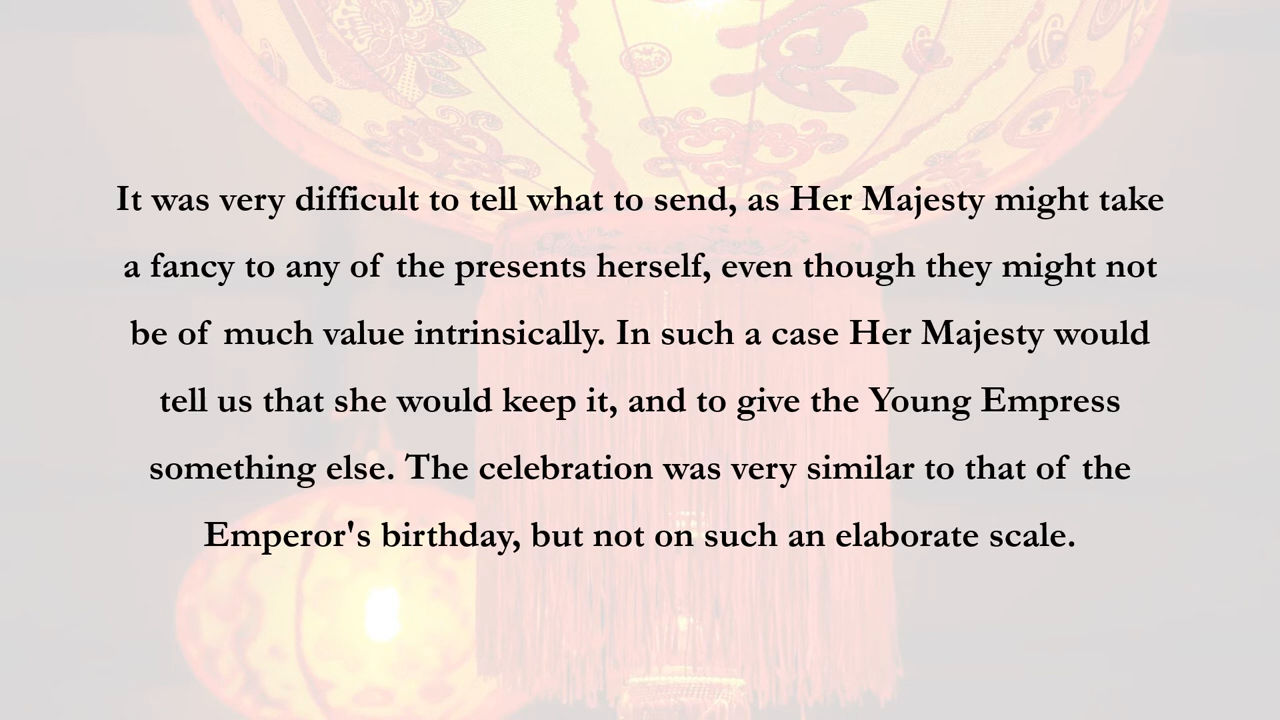 It was very difficult to tell what to send, as Her Majesty might take
a fancy to any of the presents herself, even though they might not
be of much value intrinsically. In such a case Her Majesty would
tell us that she would keep it, and to give the Young Empress
something else. The celebration was very similar to that of the
Emperor's birthday, but not on such an elaborate scale.